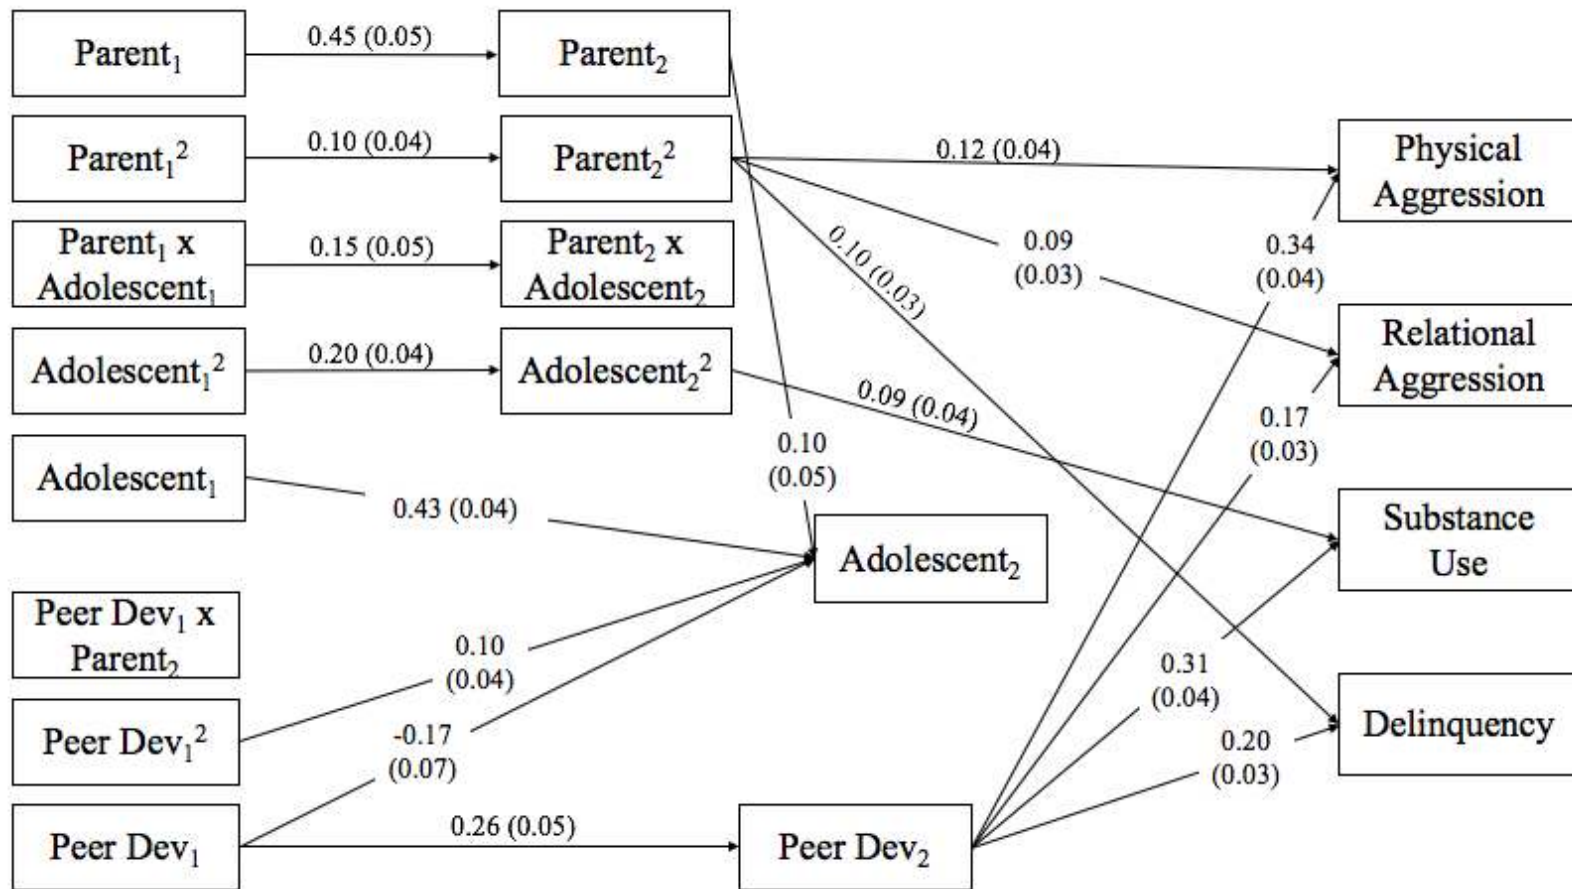 Parent₁
0.45 (0.05)
Parent₂
Parent₁²
0.10 (0.04)
Parent₂²
0.12 (0.04)
Physical
Aggression
Parent₁ x
Adolescent₁
0.15 (0.05)
Parent₂ x
Adolescent₂
0.10 (0.03)
0.09
(0.03)
0.34
(0.04)
Adolescent₁²
0.20 (0.04)
Adolescent₂²
0.09 (0.04)
Relational
Aggression
0.17
(0.03)
Adolescent₁
0.43 (0.04)
0.10
(0.05)
Adolescent₂
Substance
Use
Peer Dev₁ x
Parent₂
0.10
(0.04)
0.31
(0.04)
Peer Dev₁²
-0.17
(0.07)
0.20
(0.03)
Delinquency
Peer Dev₁
0.26 (0.05)
Peer Dev₂